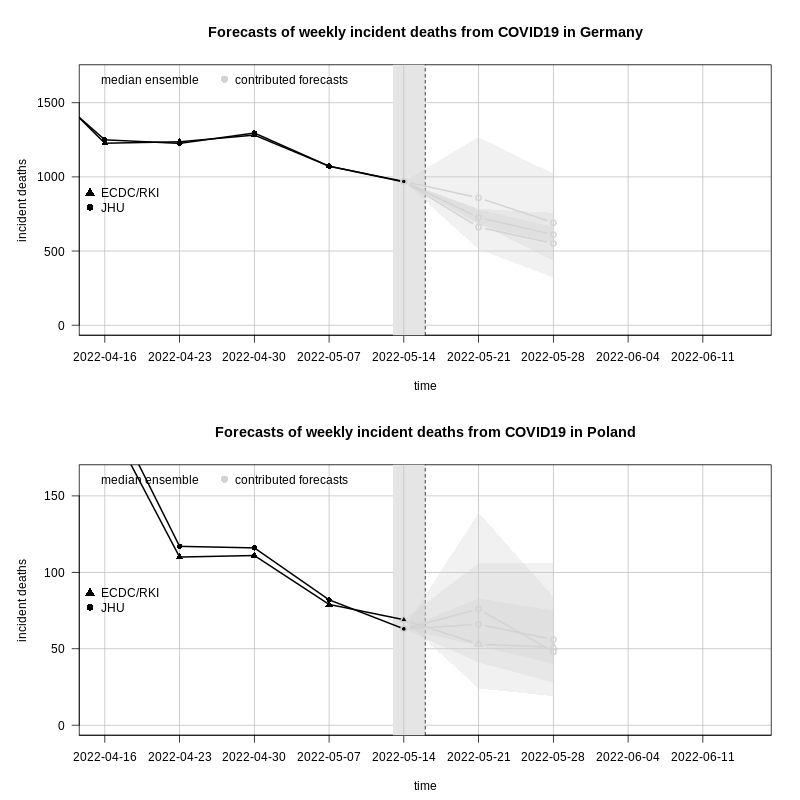 Forecasts of weekly incident deaths from COVID19 in Germany
median ensemble contributed forecasts
1500
1000
500
0
incident deaths
ECDC/RKI
JHU
2022-04-16 2022-04-23 2022-04-30 2022-05-07 2022-05-14 2022-05-21 2022-05-28 2022-06-04 2022-06-11
time
Forecasts of weekly incident deaths from COVID19 in Poland
median ensemble contributed forecasts
150
100
50
0
incident deaths
ECDC/RKI
JHU
2022-04-16 2022-04-23 2022-04-30 2022-05-07 2022-05-14 2022-05-21 2022-05-28 2022-06-04 2022-06-11
time